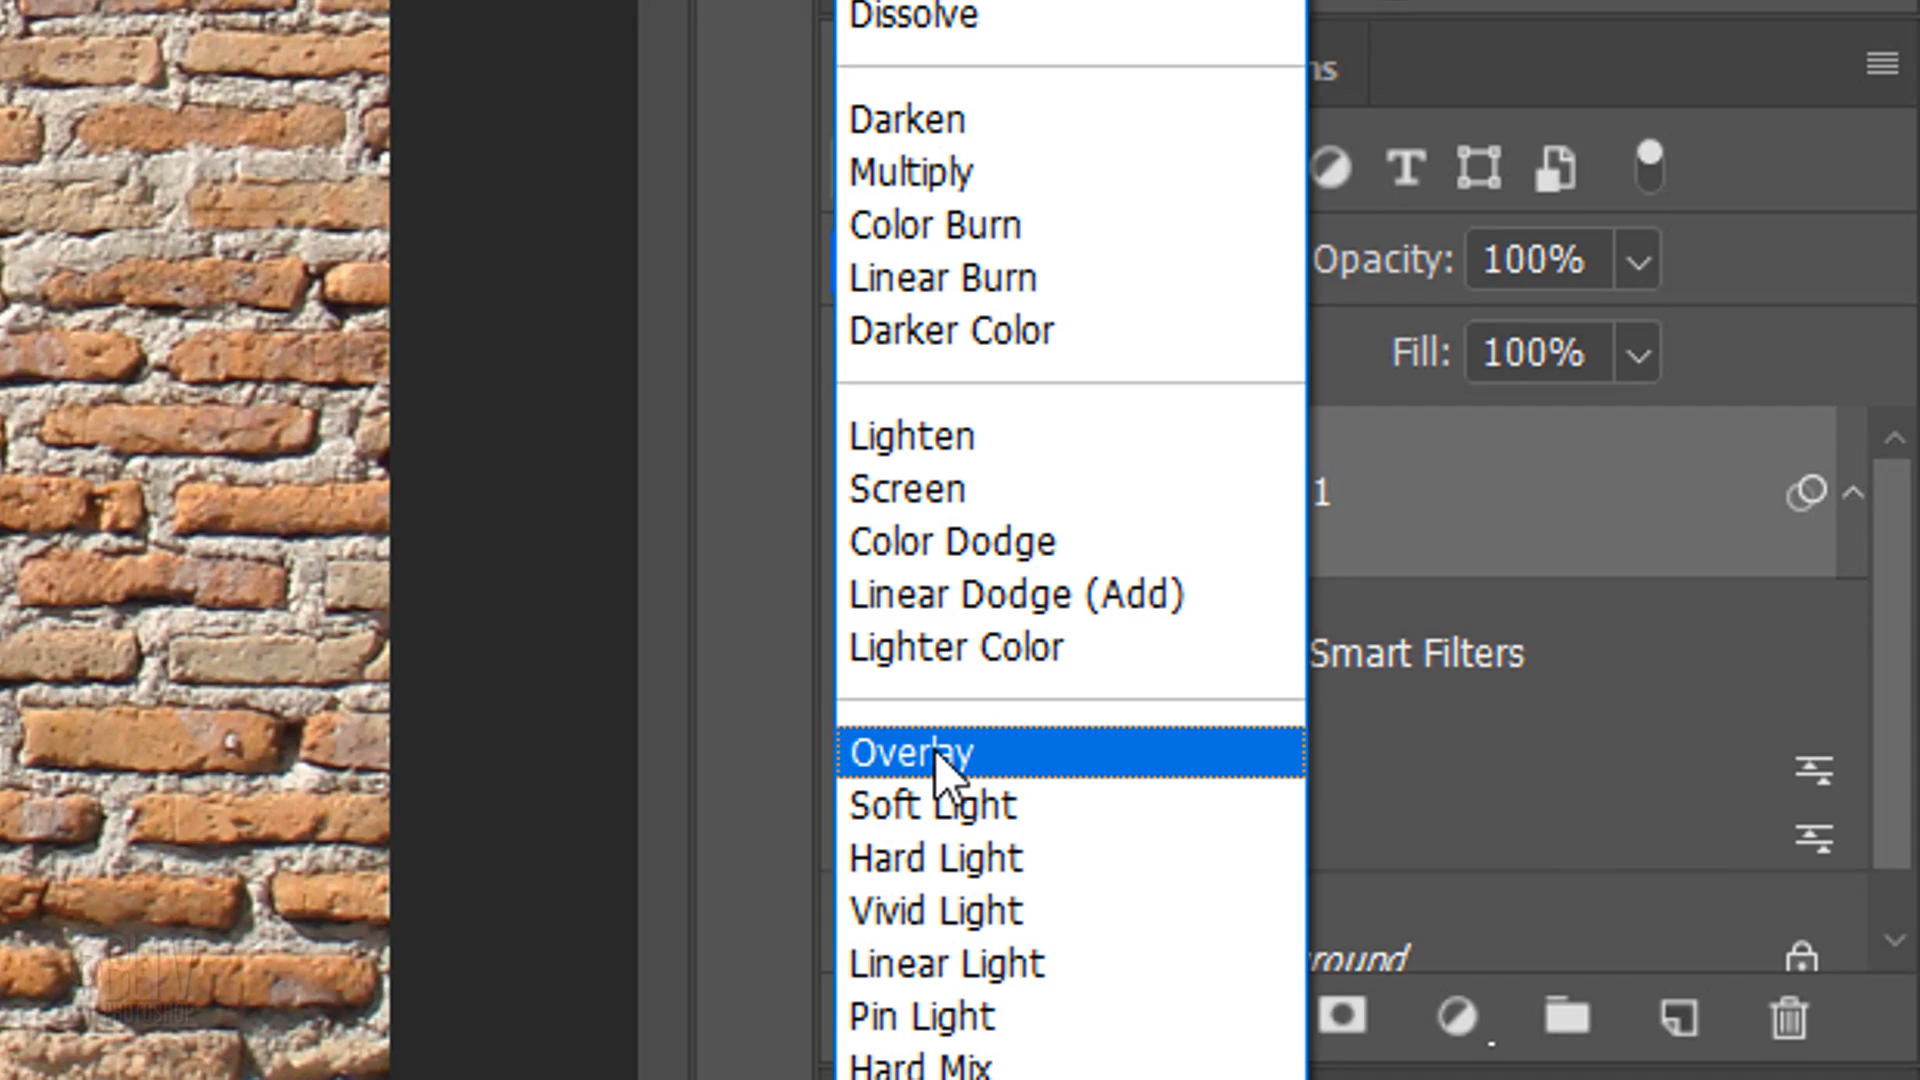 Dissolve
ns
Darken
Multiply
Color Burn
Opacity: 100%
Linear Burn
Darker Color
Fill: 100%
Lighten
Screen
1
Color Dodge
Linear Dodge (Add)
Lighter Color
Smart Filters
Overlay
Soft Light
Hard Light
Vivid Light
Linear Light
round
Pin Light
Hard Mix
PHOTOSHOP